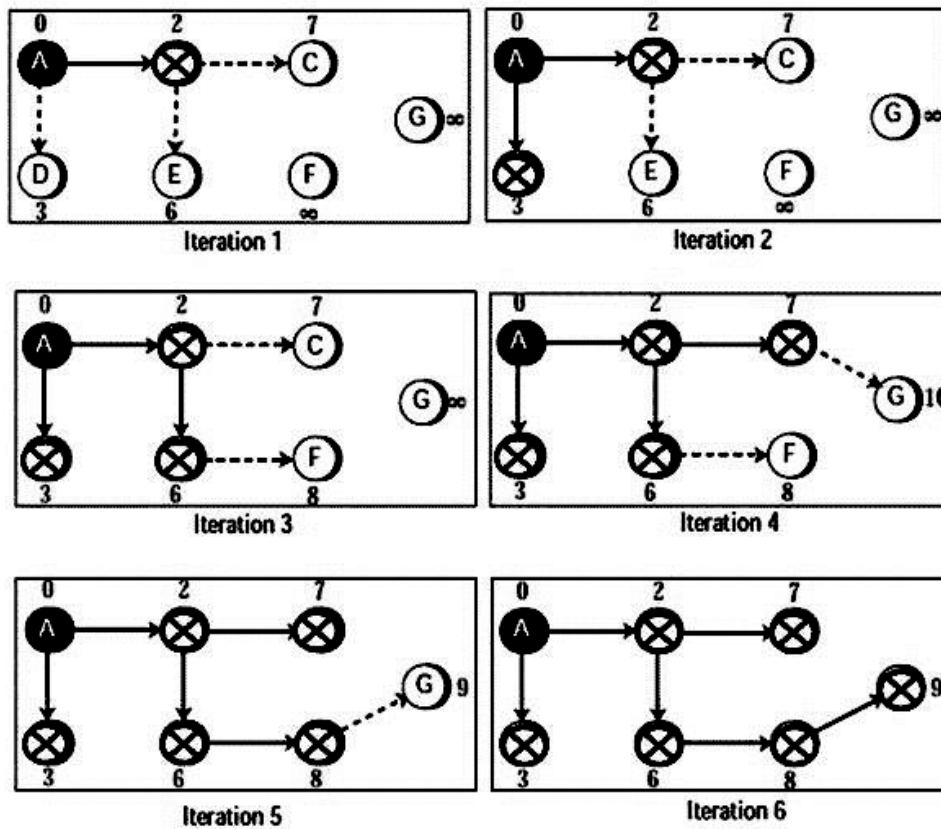 0 2 7
A C
G ∞
D E F
3 6 ∞
Iteration 1
0 2 7
A C
G ∞
E F
3 6 ∞
Iteration 2
0 2 7
A C
G ∞
F
3 6 8
Iteration 3
0 2 7
A
G 10
F
3 6 8
Iteration 4
0 2 7
A
G 9
3 6 8
Iteration 5
0 2 7
A
9
3 6 8
Iteration 6